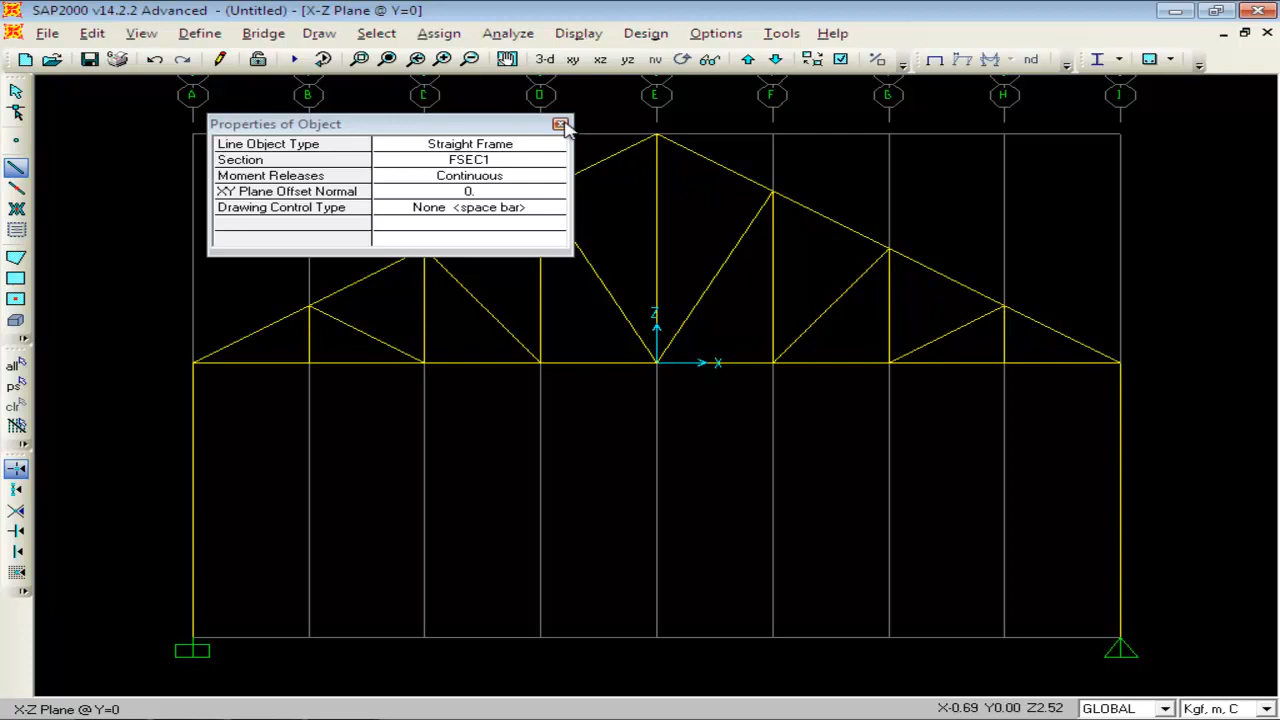 SAP2000 v14.2.2 Advanced - (Untitled) - [X-Z Plane @ Y=0]
File Edit View Define Bridge Draw Select Assign Analyze Display Design Options Tools Help
3-d xy xz yz nv nd
A B C D E F G H I
Properties of Object
Line Object Type Straight Frame
Section FSEC1
Moment Releases Continuous
XY Plane Offset Normal 0.
Drawing Control Type None <space bar>
Z
X
all
ps
clr
X-Z Plane @ Y=0
X-0.69 Y0.00 Z2.52
GLOBAL
Kgf, m, C